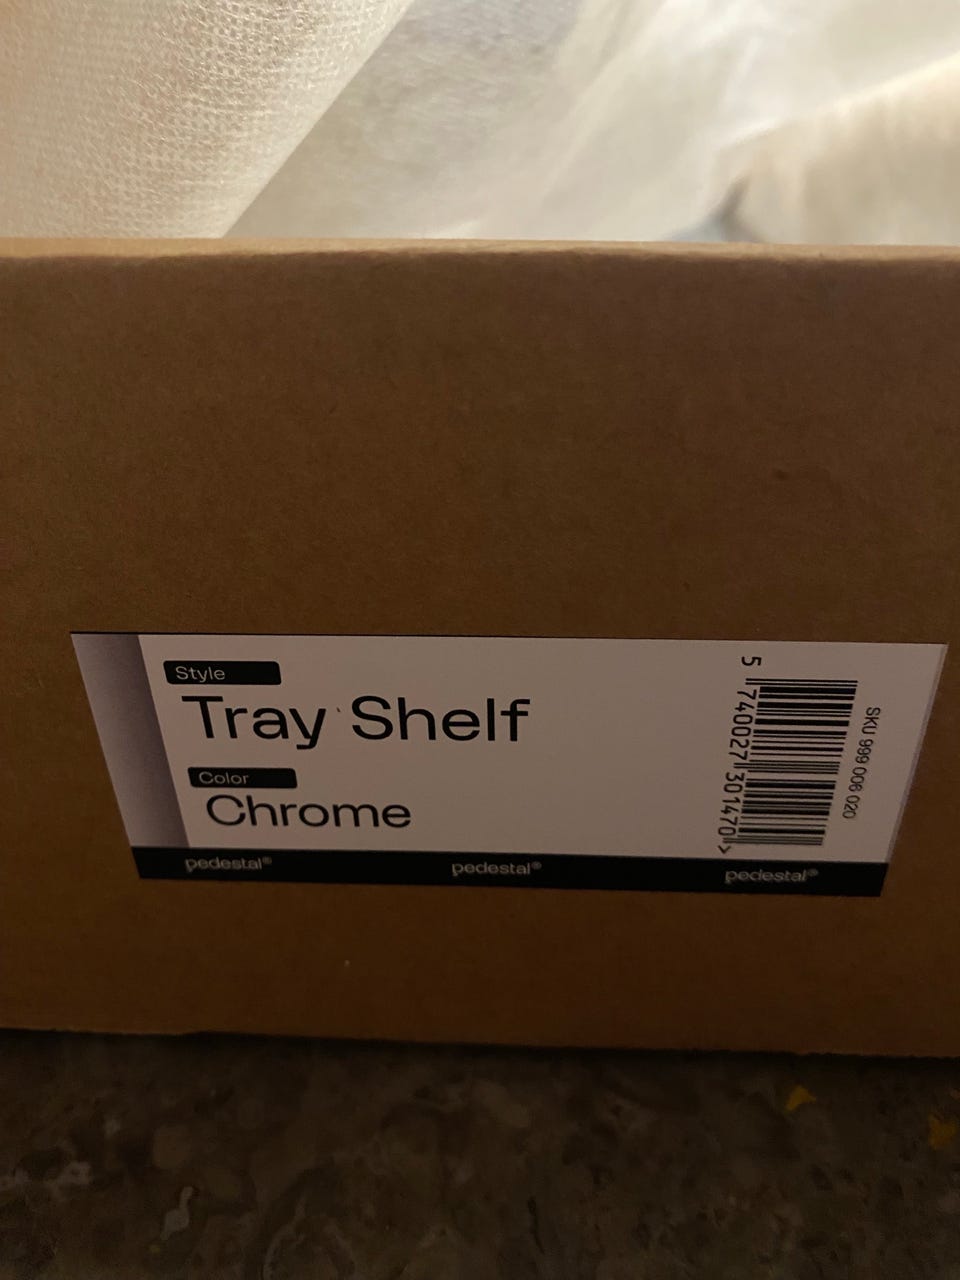 Style
Tray Shelf
Color
Chrome
pedestal® pedestal® pedestal®
5 740027 301470 >
SKU 999 006 020